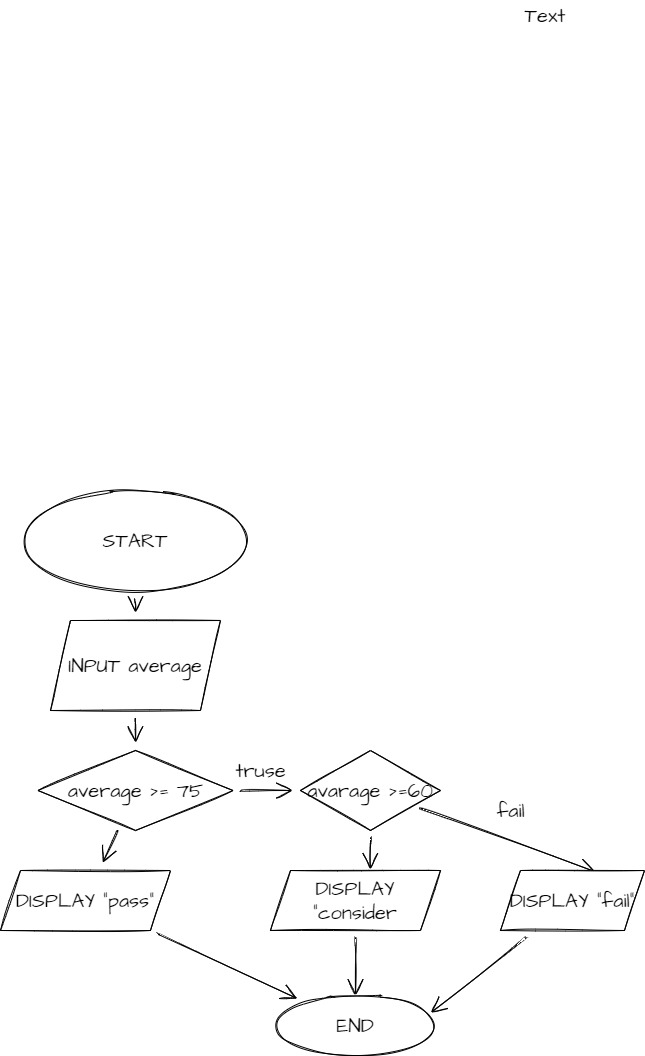 Text
START
INPUT average
average >= 75
truse
avarage >=60
fail
DISPLAY "pass"
DISPLAY
"consider
DISPLAY "fail"
END